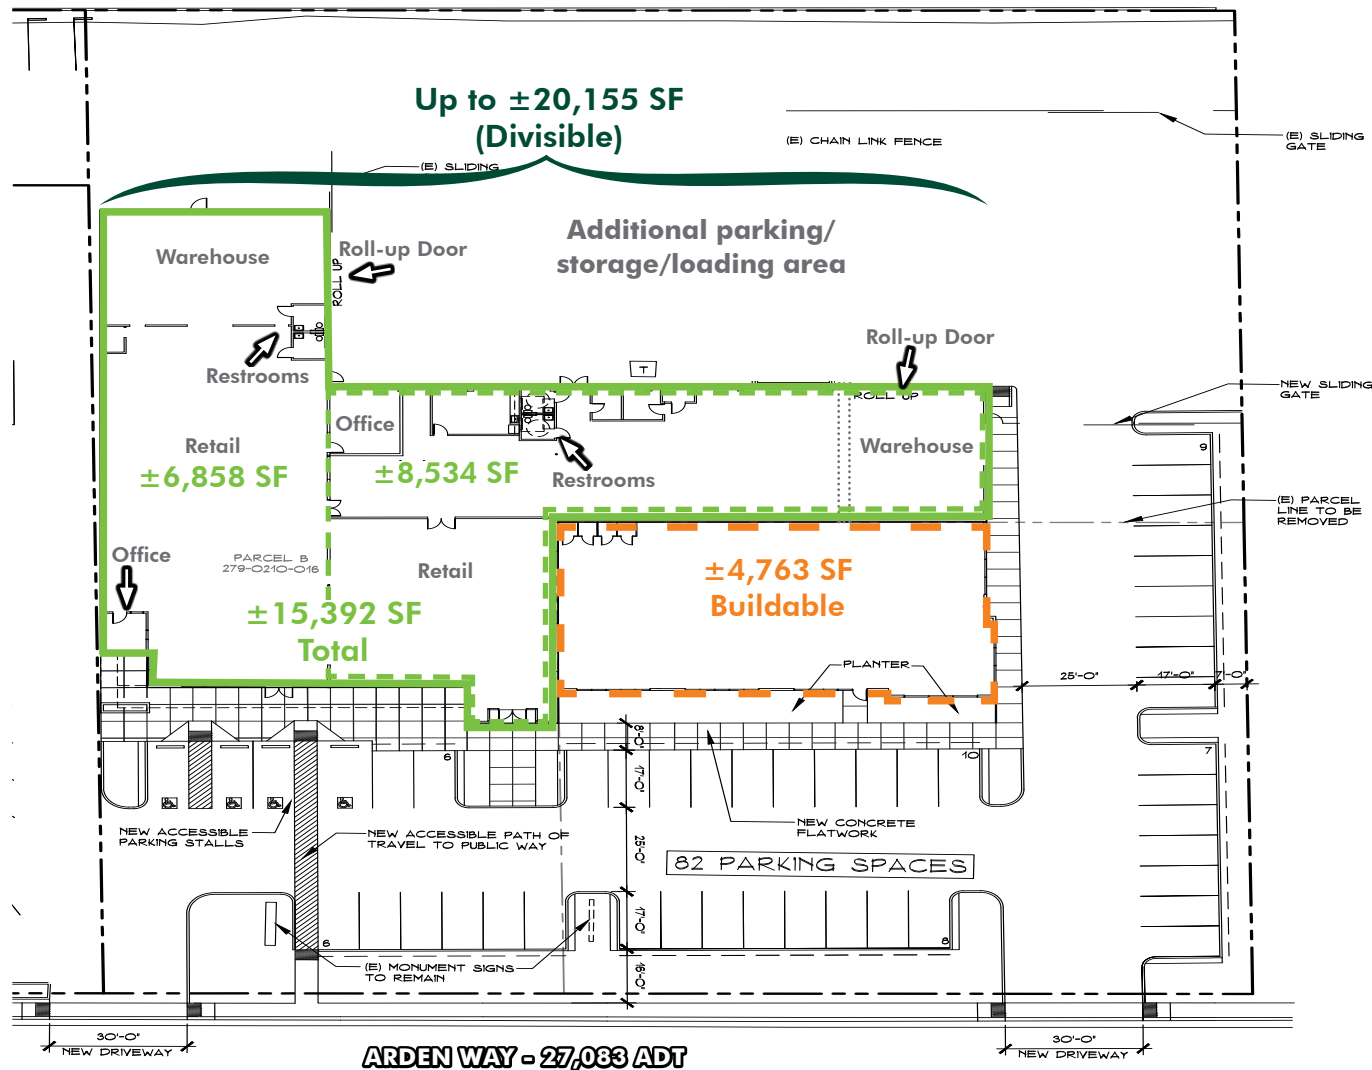 Up to ±20,155 SF
(Divisible)
(E) CHAIN LINK FENCE
(E) SLIDING
GATE
(E) SLIDING
Additional parking/
storage/loading area
Warehouse
Roll-up Door
ROLL UP
Restrooms
Roll-up Door
ROLL UP
T
NEW SLIDING
GATE
Office
Retail
±6,858 SF
±8,534 SF
Restrooms
Warehouse
9
(E) PARCEL
LINE TO BE
REMOVED
Office
PARCEL B
279-0210-016
Retail
±4,763 SF
Buildable
±15,392 SF
Total
PLANTER
25'-0"
17'-0"
7'-0"
8'-0"
6
10
7
17'-0"
NEW ACCESSIBLE
PARKING STALLS
NEW ACCESSIBLE PATH OF
TRAVEL TO PUBLIC WAY
NEW CONCRETE
FLATWORK
25'-0"
82 PARKING SPACES
17'-0"
6
8
(E) MONUMENT SIGNS
TO REMAIN
16'-0"
30'-0"
NEW DRIVEWAY
ARDEN WAY - 27,083 ADT
30'-0"
NEW DRIVEWAY